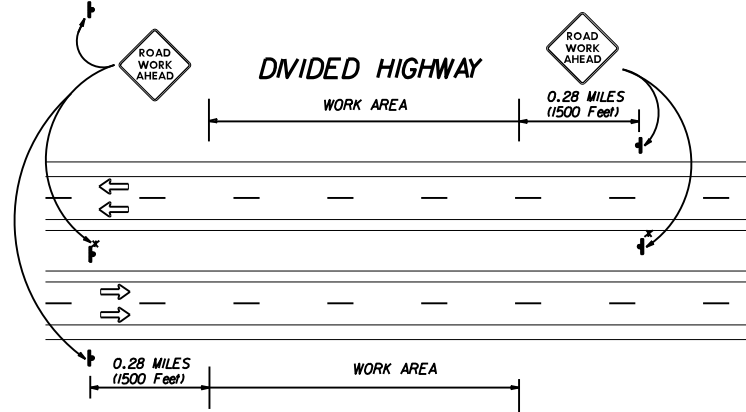 ROAD
WORK
AHEAD
DIVIDED HIGHWAY
ROAD
WORK
AHEAD
WORK AREA
0.28 MILES
(1500 Feet)
x
x
0.28 MILES
(1500 Feet)
WORK AREA